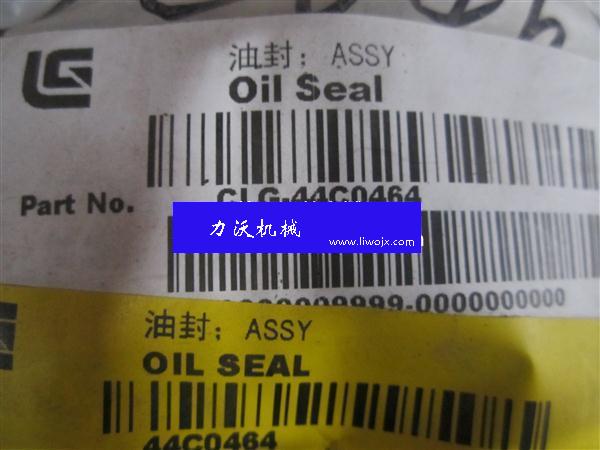 油封; ASSY
Oil Seal
Part No. CLG-44C0464
力沃机械
www.liwojx.com
9999-0000000000
油封; ASSY
OIL SEAL
44C0464